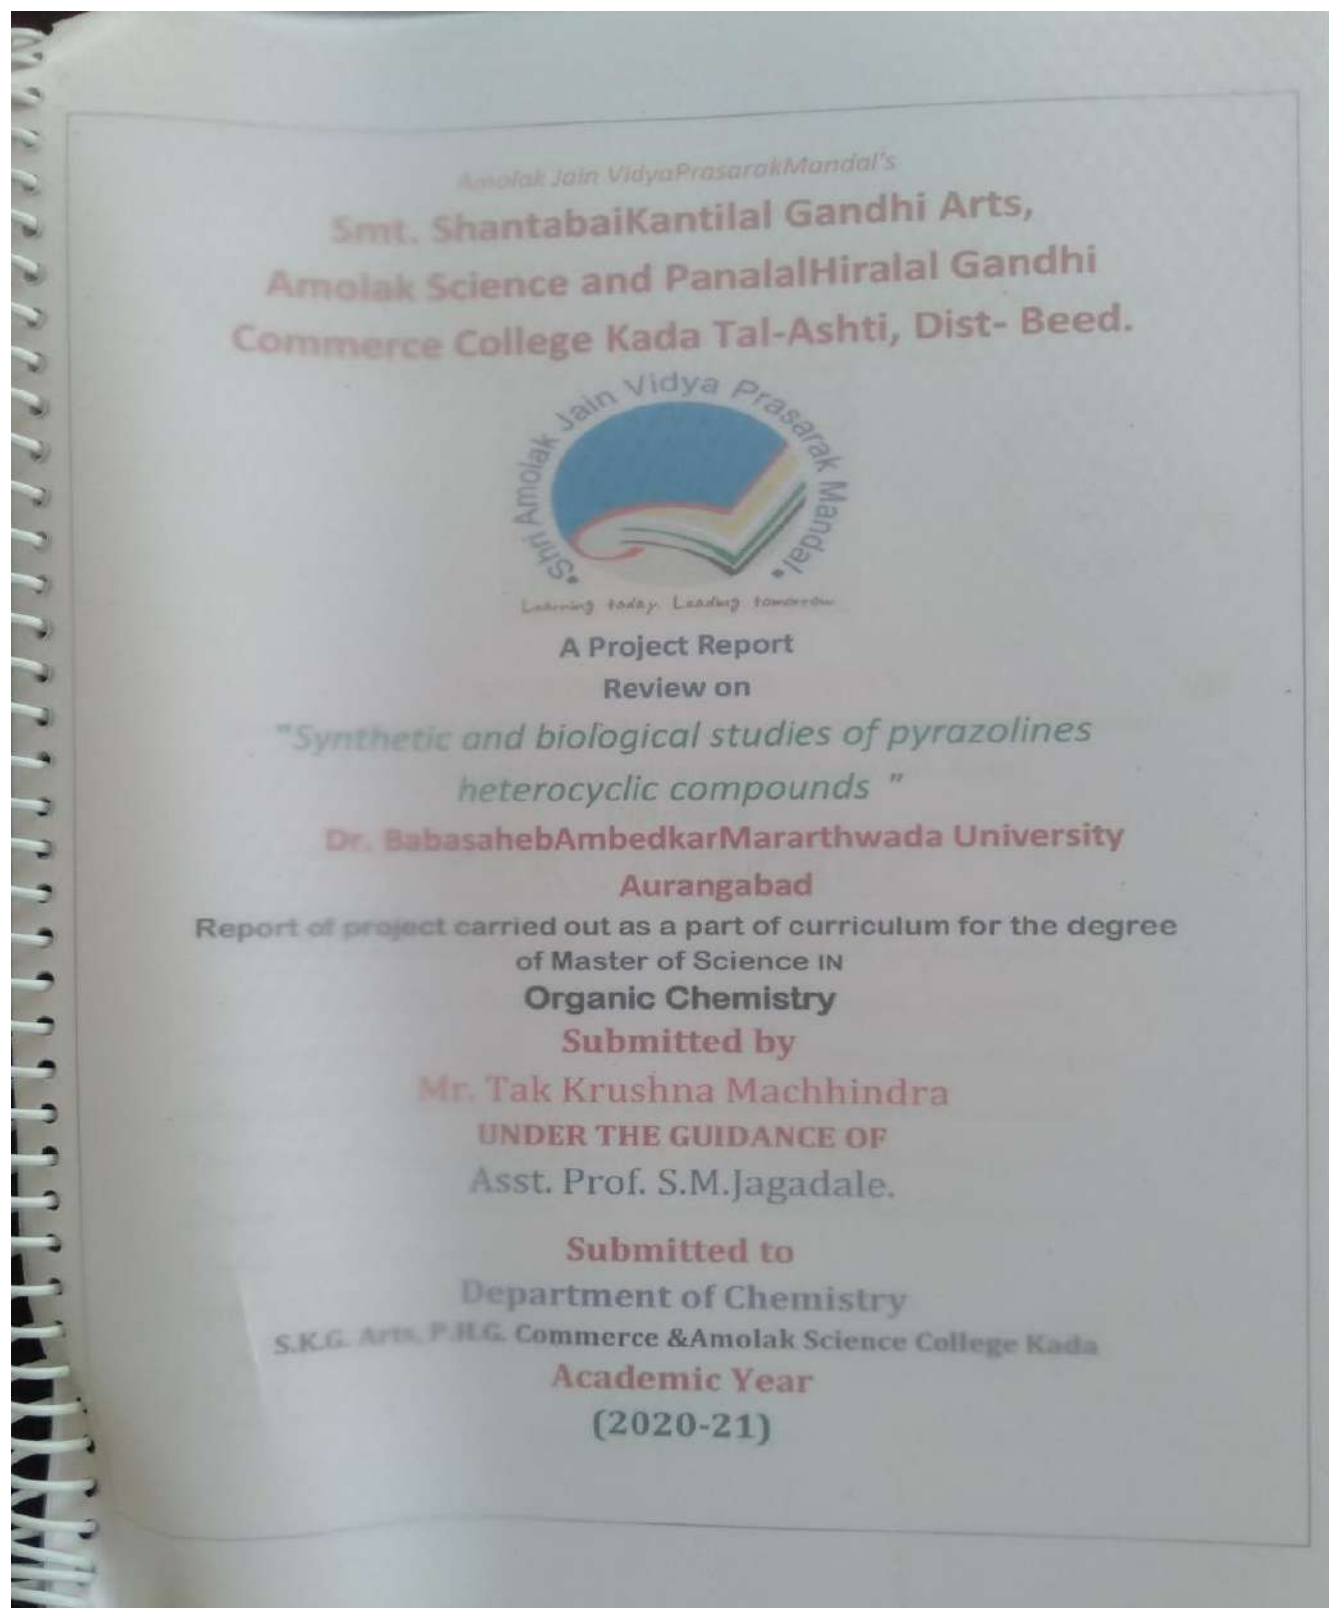 Amolak Jain VidyaPrasarakMandal's
Smt. ShantabaiKantilal Gandhi Arts,
Amolak Science and PanalalHiralal Gandhi
Commerce College Kada Tal-Ashti, Dist- Beed.
•Shri Amolak Jain Vidya Prasarak Mandal•
Learning today Leading tomorrow
A Project Report
Review on
"Synthetic and biological studies of pyrazolines
heterocyclic compounds "
Dr. BabasahebAmbedkarMararthwada University
Aurangabad
Report of project carried out as a part of curriculum for the degree
of Master of Science IN
Organic Chemistry
Submitted by
Mr. Tak Krushna Machhindra
UNDER THE GUIDANCE OF
Asst. Prof. S.M.Jagadale.
Submitted to
Department of Chemistry
S.K.G. Arts, P.H.G. Commerce &Amolak Science College Kada
Academic Year
(2020-21)